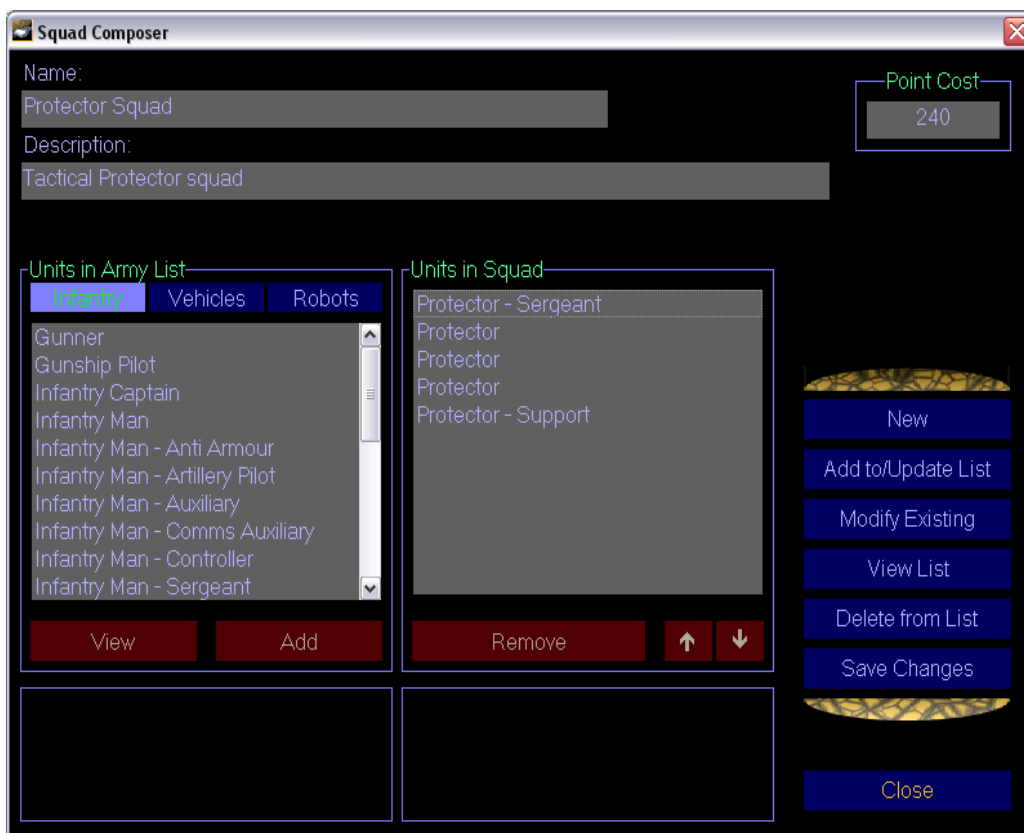 Squad Composer
Name:
Protector Squad
Point Cost
240
Description:
Tactical Protector squad
Units in Army List
Infantry Vehicles Robots
Gunner
Gunship Pilot
Infantry Captain
Infantry Man
Infantry Man - Anti Armour
Infantry Man - Artillery Pilot
Infantry Man - Auxiliary
Infantry Man - Comms Auxiliary
Infantry Man - Controller
Infantry Man - Sergeant
View Add
Units in Squad
Protector - Sergeant
Protector
Protector
Protector
Protector - Support
Remove
New
Add to/Update List
Modify Existing
View List
Delete from List
Save Changes
Close